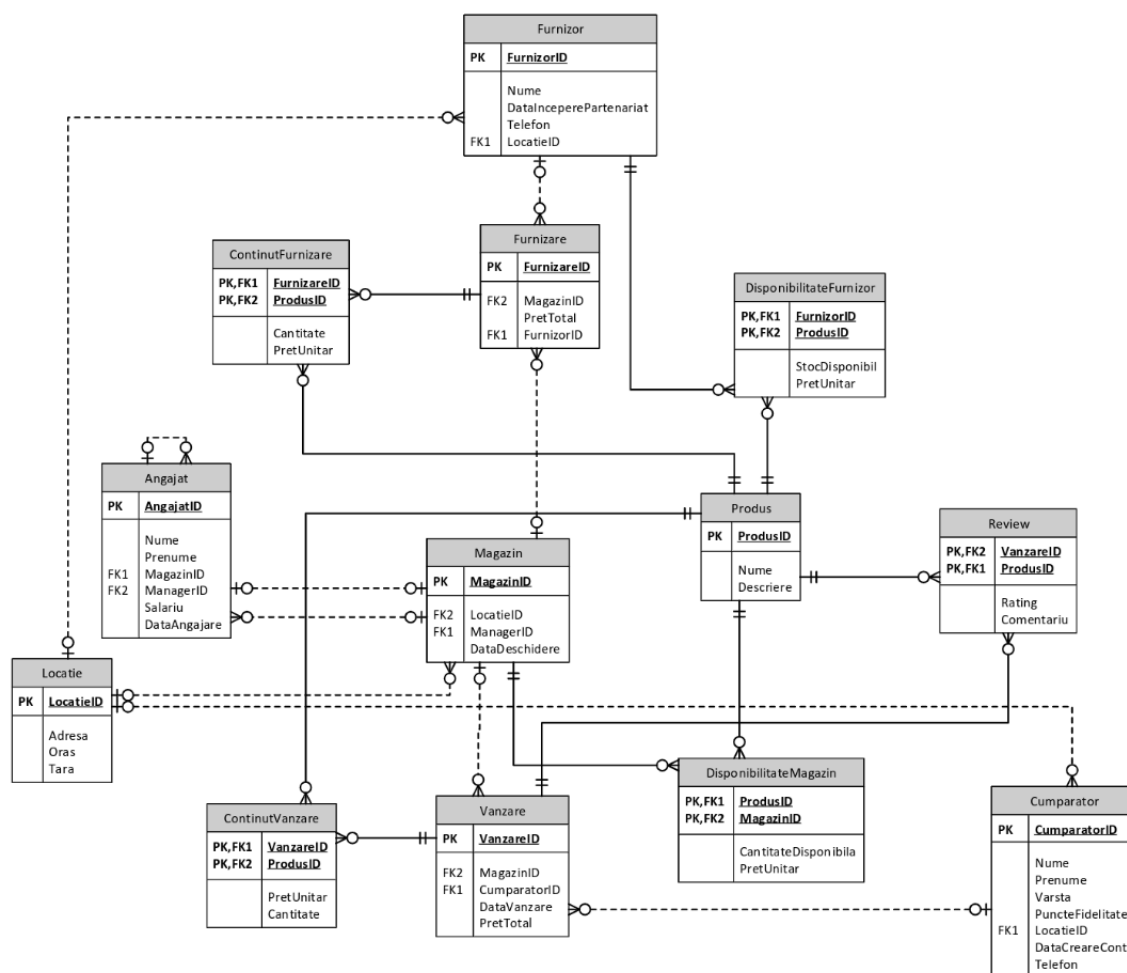 Furnizor
PK FurnizorID
Nume
DataIncepereParteneriat
Telefon
FK1 LocatieID
Furnizare
PK FurnizareID
FK2 MagazinID
PretTotal
FK1 FurnizorID
ContinutFurnizare
PK,FK1 FurnizareID
PK,FK2 ProdusID
Cantitate
PretUnitar
DisponibilitateFurnizor
PK,FK1 FurnizorID
PK,FK2 ProdusID
StocDisponibil
PretUnitar
Angajat
PK AngajatID
Nume
Prenume
FK1 MagazinID
FK2 ManagerID
Salariu
DataAngajare
Magazin
PK MagazinID
FK2 LocatieID
FK1 ManagerID
DataDeschidere
Produs
PK ProdusID
Nume
Descriere
Review
PK,FK2 VanzareID
PK,FK1 ProdusID
Rating
Comentariu
Locatie
PK LocatieID
Adresa
Oras
Tara
ContinutVanzare
PK,FK1 VanzareID
PK,FK2 ProdusID
PretUnitar
Cantitate
Vanzare
PK VanzareID
FK2 MagazinID
FK1 CumparatorID
DataVanzare
PretTotal
DisponibilitateMagazin
PK,FK1 ProdusID
PK,FK2 MagazinID
CantitateDisponibila
PretUnitar
Cumparator
PK CumparatorID
Nume
Prenume
Varsta
PuncteFidelitate
FK1 LocatieID
DataCreareCont
Telefon